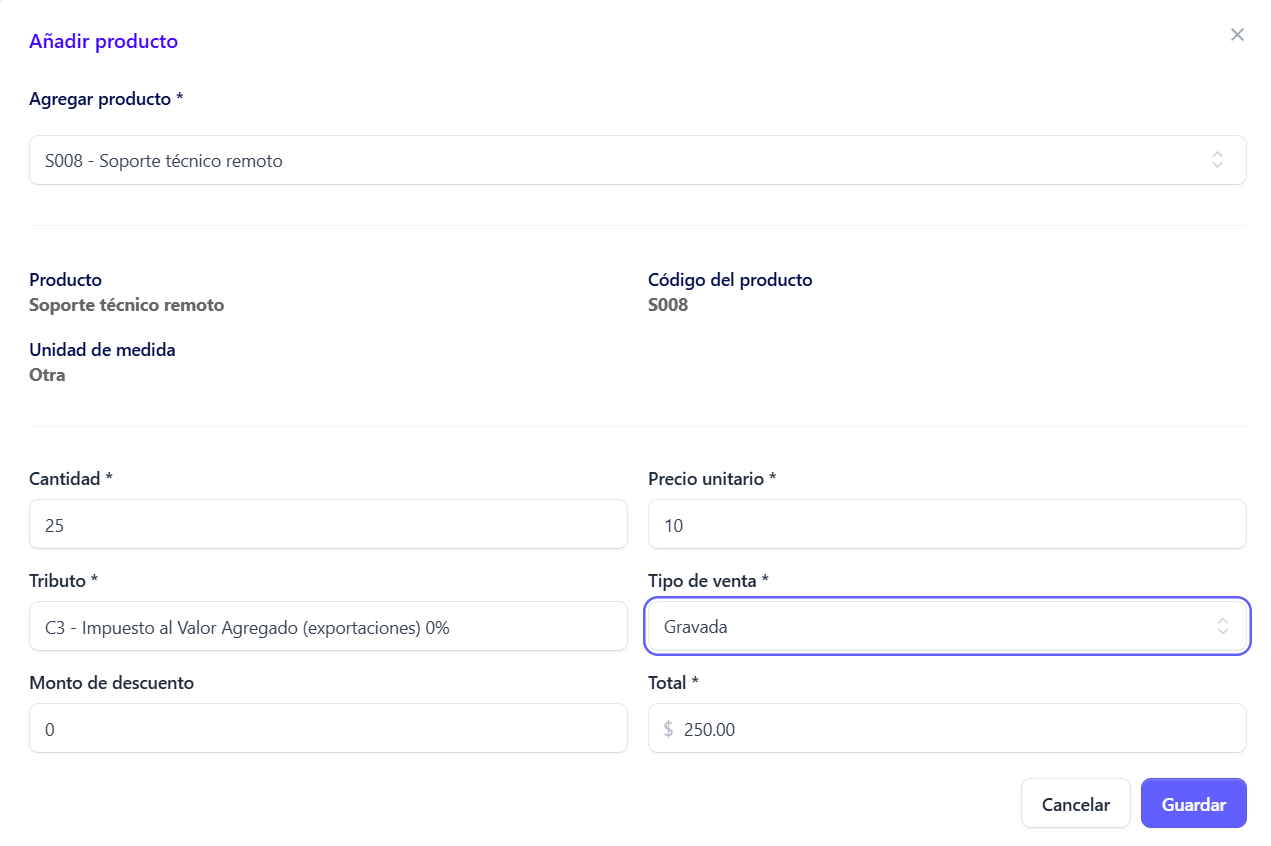 Añadir producto
Agregar producto *
S008 - Soporte técnico remoto
Producto
Soporte técnico remoto
Código del producto
S008
Unidad de medida
Otra
Cantidad *
25
Precio unitario *
10
Tributo *
C3 - Impuesto al Valor Agregado (exportaciones) 0%
Tipo de venta *
Gravada
Monto de descuento
0
Total *
$ 250.00
Cancelar
Guardar